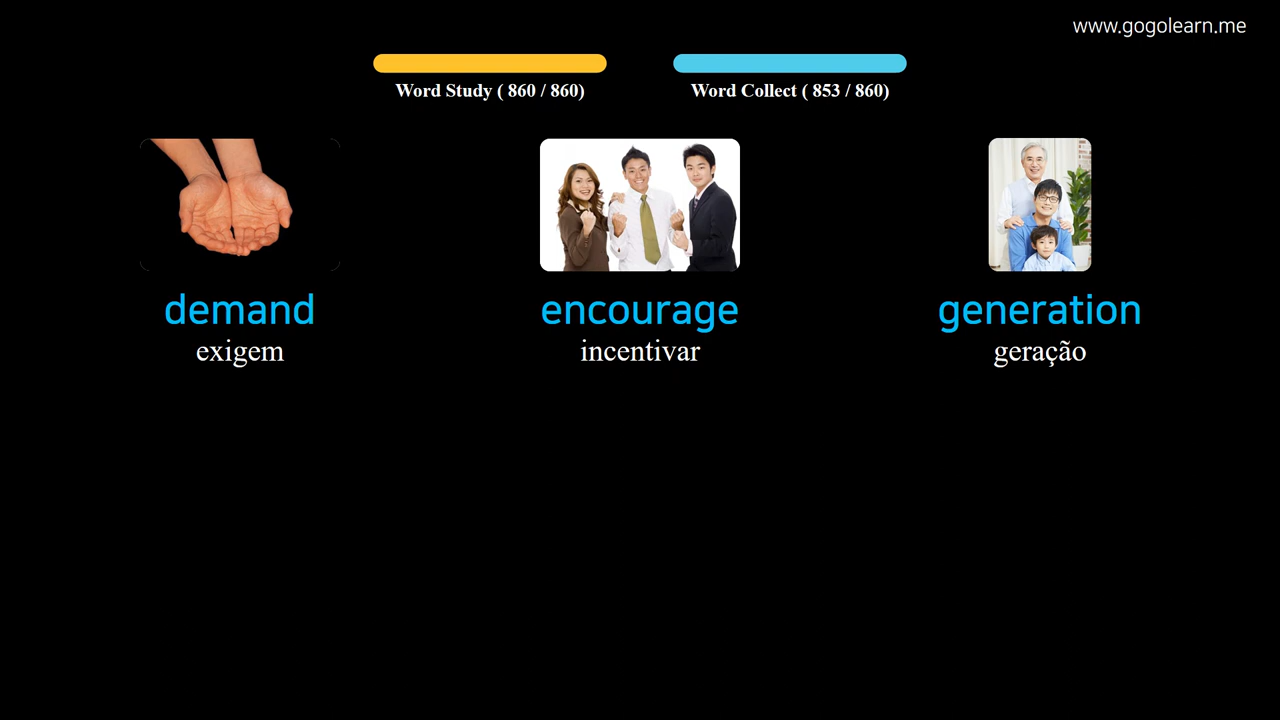 www.gogolearn.me
Word Study ( 860 / 860)
Word Collect ( 853 / 860)
demand
exigem
encourage
incentivar
generation
geração